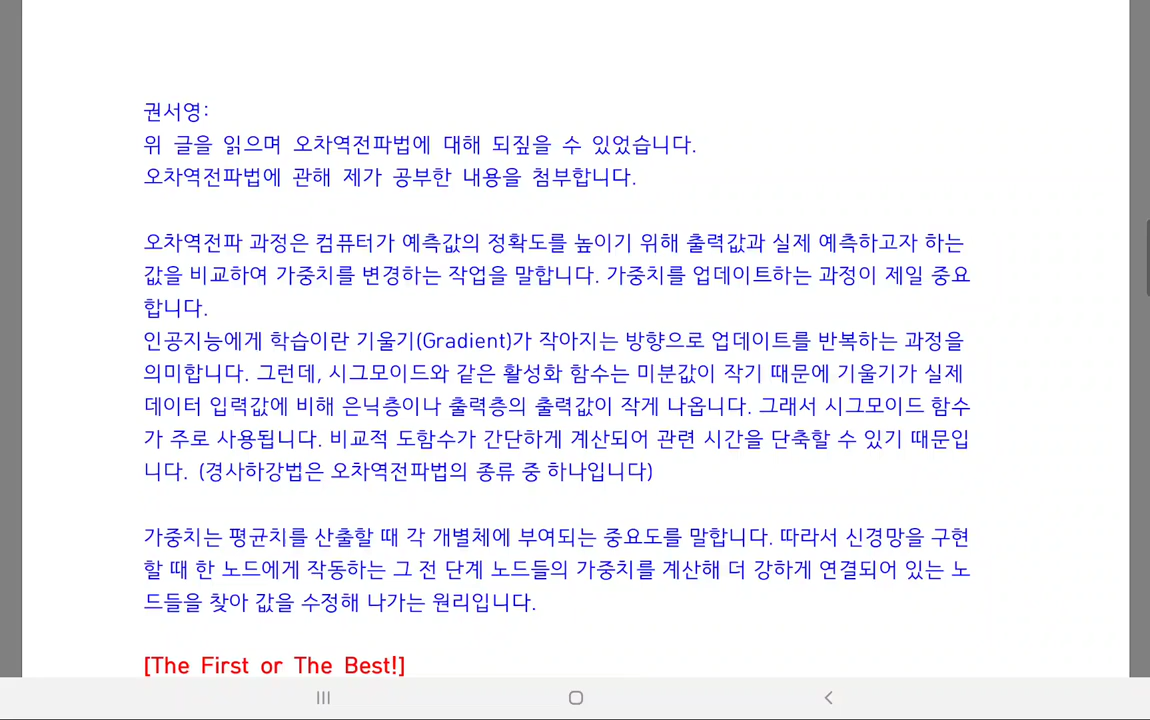 권서영:
위 글을 읽으며 오차역전파법에 대해 되짚을 수 있었습니다.
오차역전파법에 관해 제가 공부한 내용을 첨부합니다.
오차역전파 과정은 컴퓨터가 예측값의 정확도를 높이기 위해 출력값과 실제 예측하고자 하는
값을 비교하여 가중치를 변경하는 작업을 말합니다. 가중치를 업데이트하는 과정이 제일 중요
합니다.
인공지능에게 학습이란 기울기(Gradient)가 작아지는 방향으로 업데이트를 반복하는 과정을
의미합니다. 그런데, 시그모이드와 같은 활성화 함수는 미분값이 작기 때문에 기울기가 실제
데이터 입력값에 비해 은닉층이나 출력층의 출력값이 작게 나옵니다. 그래서 시그모이드 함수
가 주로 사용됩니다. 비교적 도함수가 간단하게 계산되어 관련 시간을 단축할 수 있기 때문입
니다. (경사하강법은 오차역전파법의 종류 중 하나입니다)
가중치는 평균치를 산출할 때 각 개별체에 부여되는 중요도를 말합니다. 따라서 신경망을 구현
할 때 한 노드에게 작동하는 그 전 단계 노드들의 가중치를 계산해 더 강하게 연결되어 있는 노
드들을 찾아 값을 수정해 나가는 원리입니다.
[The First or The Best!]